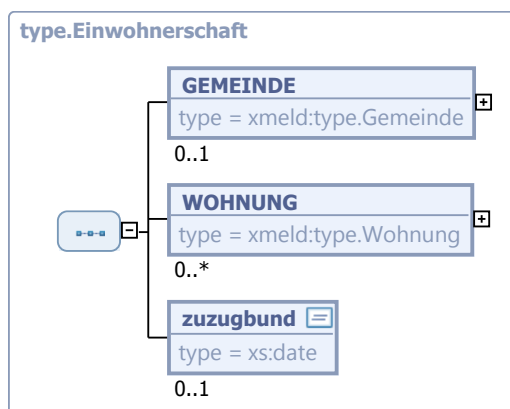 type.Einwohnerschaft
GEMEINDE
type = xmeld:type.Gemeinde
0..1
WOHNUNG
type = xmeld:type.Wohnung
0..*
zuzugbund
type = xs:date
0..1